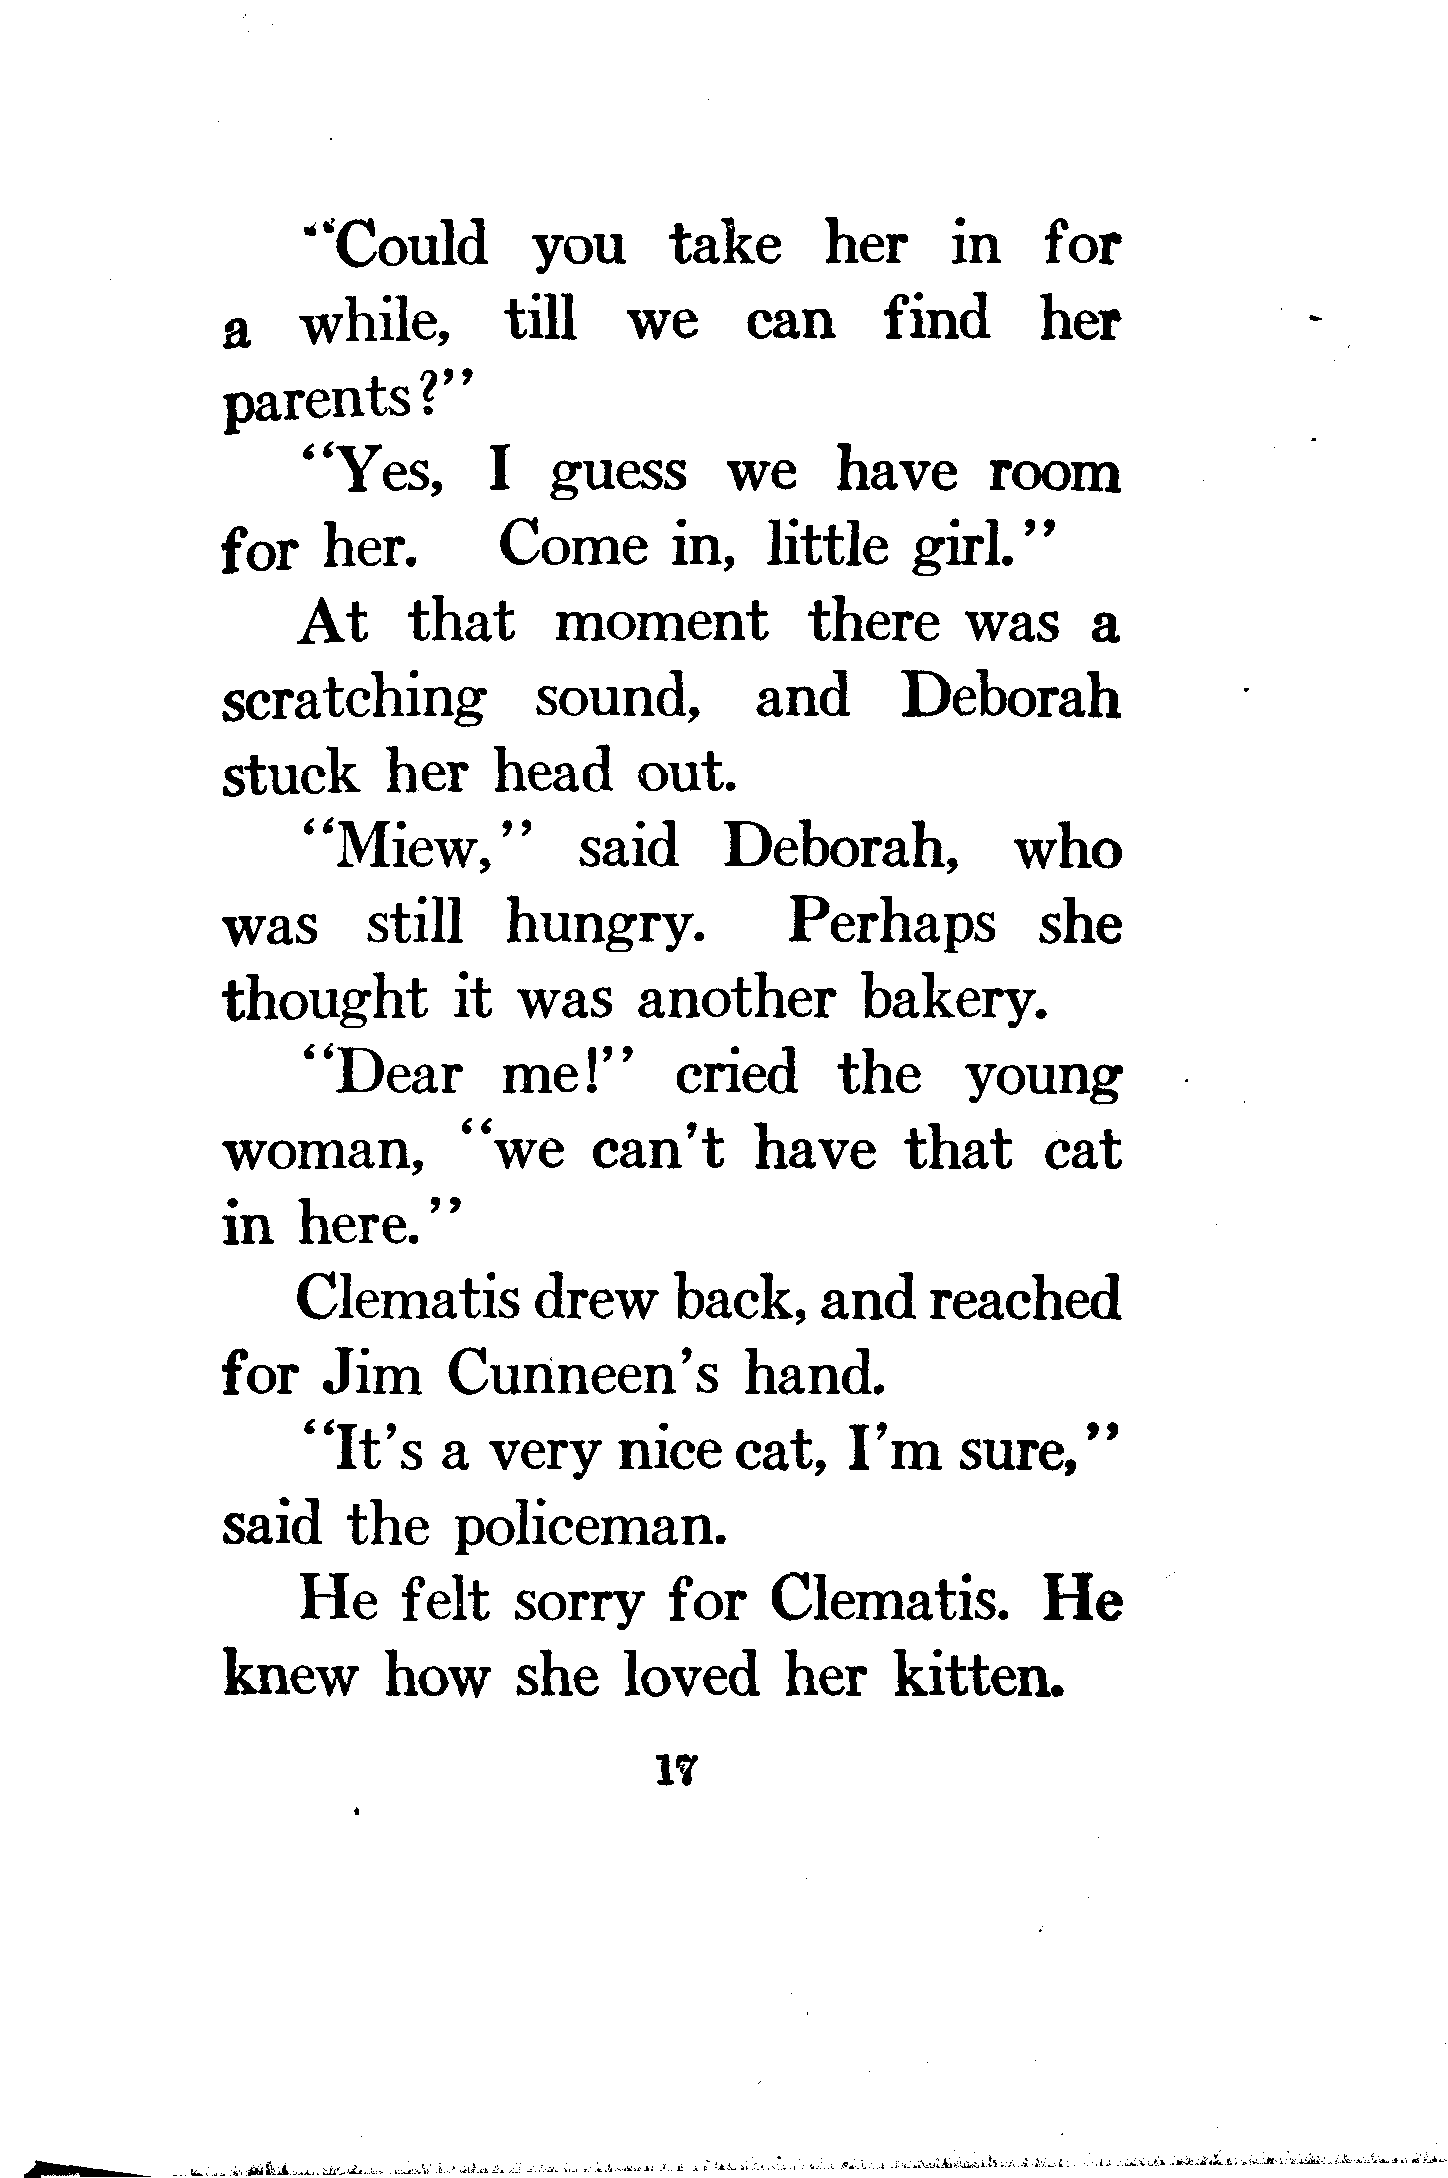 "Could you take her in for
a while, till we can find her
parents?"
"Yes, I guess we have room
for her. Come in, little girl."
At that moment there was a
scratching sound, and Deborah
stuck her head out.
"Miew," said Deborah, who
was still hungry. Perhaps she
thought it was another bakery.
"Dear me!" cried the young
woman, "we can't have that cat
in here."
Clematis drew back, and reached
for Jim Cunneen's hand.
"It's a very nice cat, I'm sure,"
said the policeman.
He felt sorry for Clematis. He
knew how she loved her kitten.
17